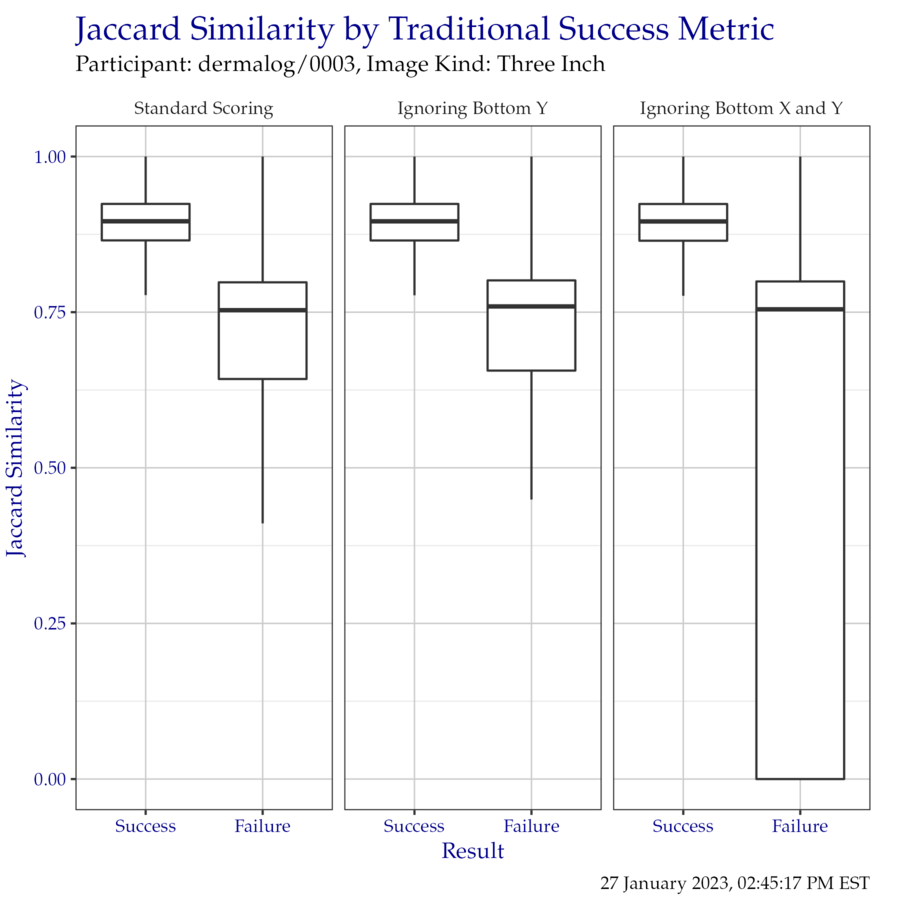 Jaccard Similarity by Traditional Success Metric
Participant: dermalog/0003, Image Kind: Three Inch
Standard Scoring
Ignoring Bottom Y
Ignoring Bottom X and Y
Jaccard Similarity
1.00
0.75
0.50
0.25
0.00
Success
Failure
Success
Failure
Success
Failure
Result
27 January 2023, 02:45:17 PM EST